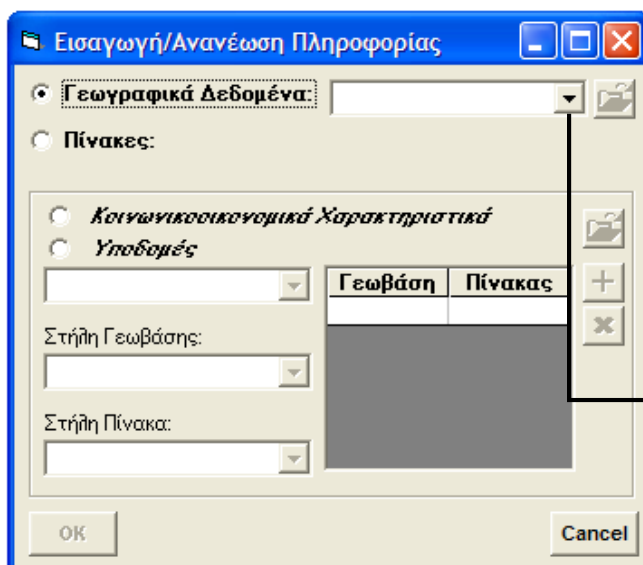 Εισαγωγή/Ανανέωση Πληροφορίας
Γεωγραφικά Δεδομένα:
Πίνακες:
Κοινωνικοοικονομικά Χαρακτηριστικά
Υποδομές
Γεωβάση Πίνακας
Στήλη Γεωβάσης:
Στήλη Πίνακα:
OK Cancel